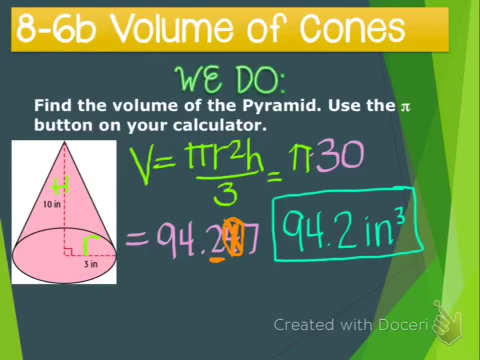 8-6b Volume of Cones
WE DO:
Find the volume of the Pyramid. Use the π
button on your calculator.
V = πr²h / 3 = π30
H
10 in
r
3 in
= 94.247
94.2 in³
Created with Doceri